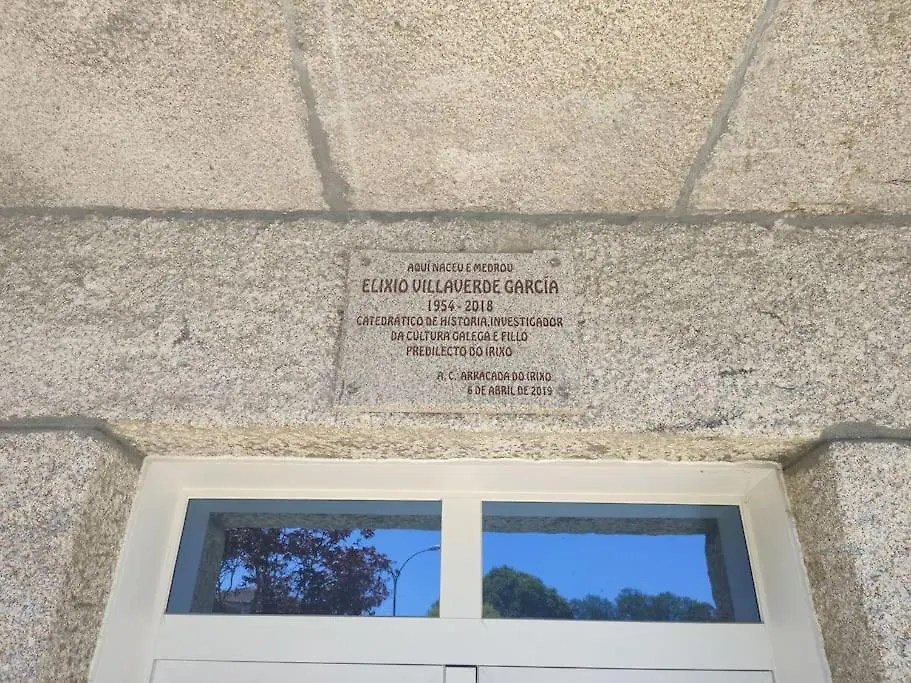 AQUÍ NACEU E MEDROU
ELIXIO VILLAVERDE GARCÍA
1954 - 2018
CATEDRÁTICO DE HISTORIA, INVESTIGADOR
DA CULTURA GALEGA E FILLO
PREDILECTO DO IRIXO
A. C. ARRACADA DO IRIXO
6 DE ABRIL DE 2019